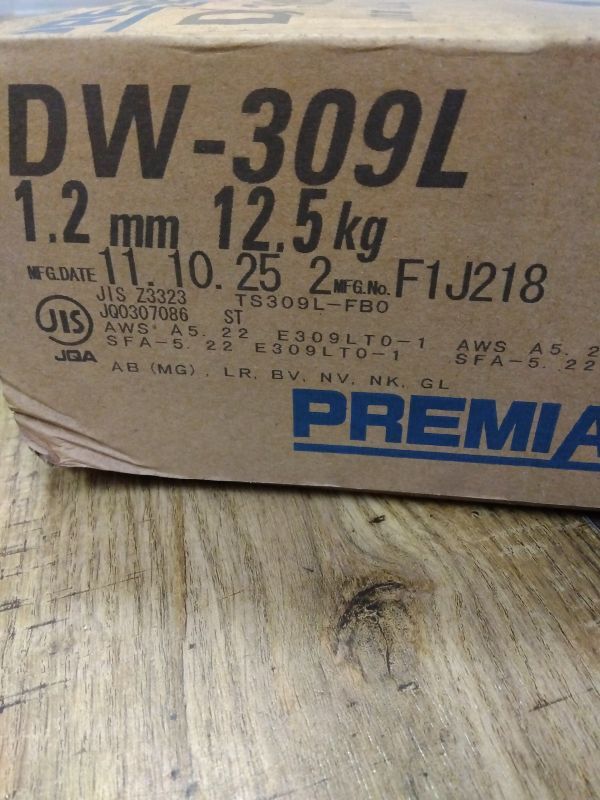 DW-309L
1.2 mm 12.5 kg
MFG.DATE 11.10.25 2 MFG.No. F1J218
JIS Z3323 TS309L-FB0
JIS JQ0307086 ST
AWS A5.22 E309LT0-1 AWS A5.2
JQA SFA-5.22 E309LT0-1 SFA-5.22
AB (MG), LR, BV, NV, NK, GL
PREMIA